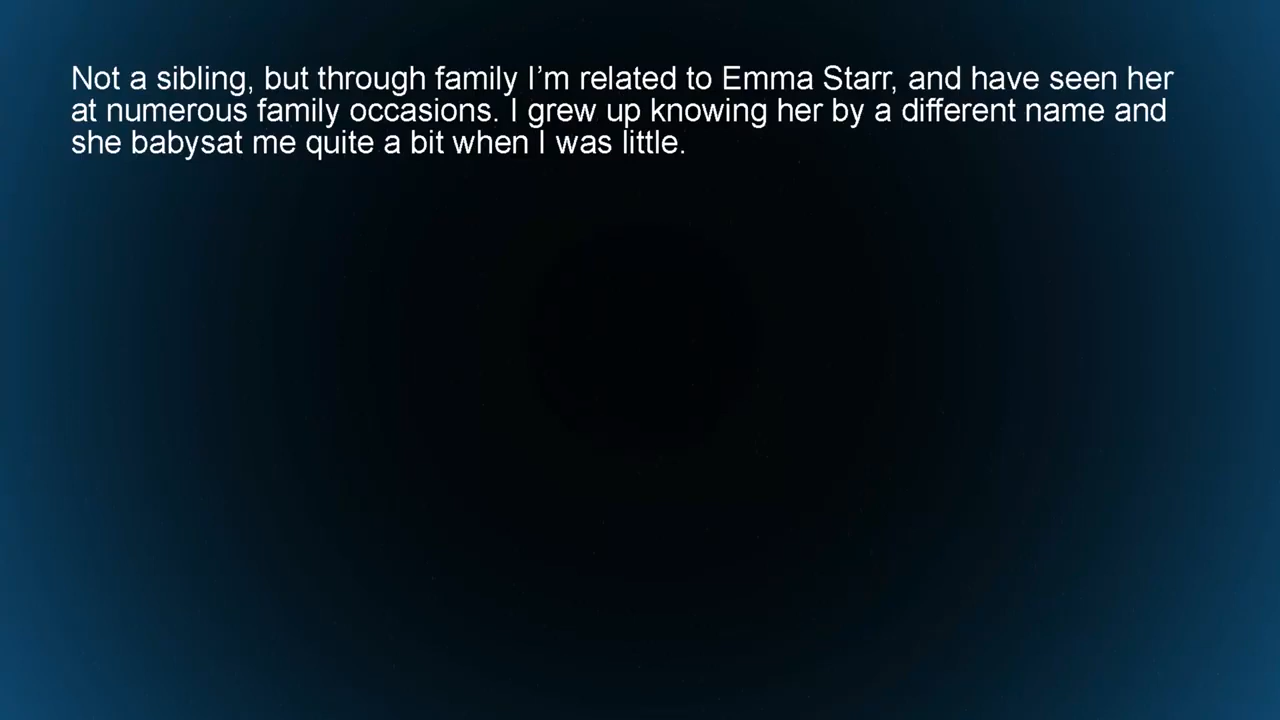 Not a sibling, but through family I’m related to Emma Starr, and have seen her
at numerous family occasions. I grew up knowing her by a different name and
she babysat me quite a bit when I was little.